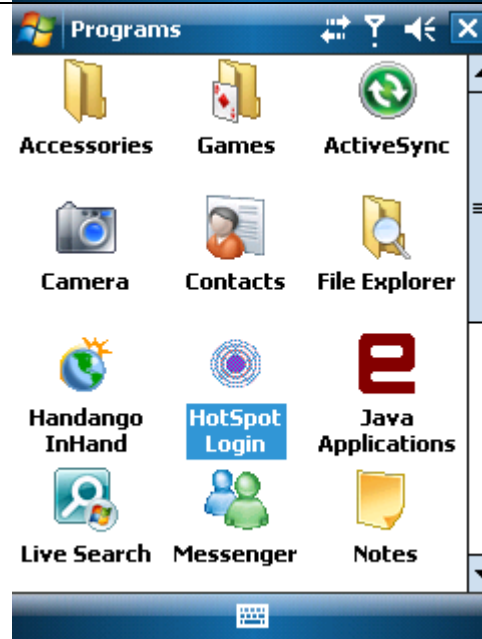 Programs
Accessories Games ActiveSync
Camera Contacts File Explorer
Handango HotSpot Java
InHand Login Applications
Live Search Messenger Notes